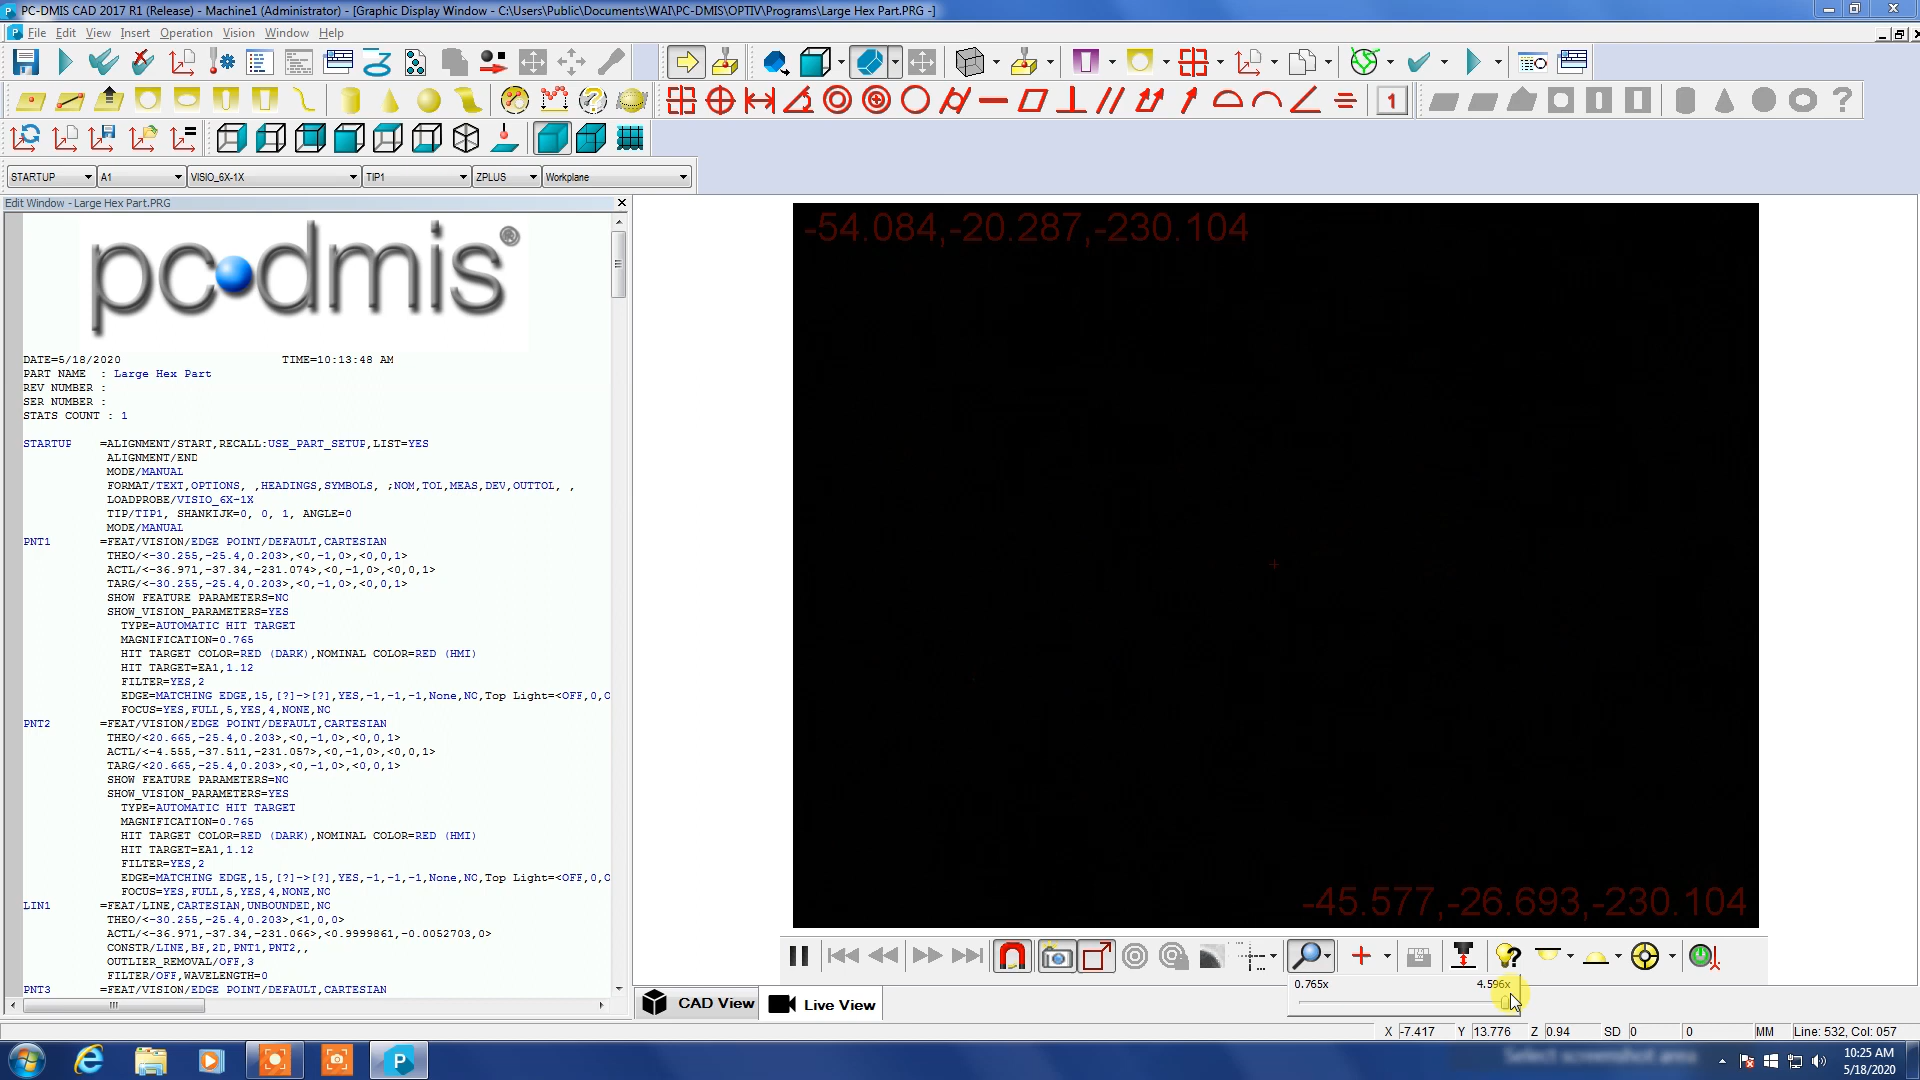 PC-DMIS CAD 2017 R1 (Release) - Machine1 (Administrator) - [Graphic Display Window - C:\Users\Public\Documents\WAI\PC-DMIS\OPTIV\Programs\Large Hex Part.PRG -]
File Edit View Insert Operation Vision Window Help
1
STARTUP A1 VISIO_6X-1X TIP1 ZPLUS Workplane
Edit Window - Large Hex Part.PRG
pc•dmis®
DATE=5/18/2020 TIME=10:13:48 AM
PART NAME : Large Hex Part
REV NUMBER :
SER NUMBER :
STATS COUNT : 1
STARTUP =ALIGNMENT/START,RECALL:USE_PART_SETUP,LIST=YES
ALIGNMENT/END
MODE/MANUAL
FORMAT/TEXT,OPTIONS, ,HEADINGS,SYMBOLS, ;NOM,TOL,MEAS,DEV,OUTTOL, ,
LOADPROBE/VISIO_6X-1X
TIP/TIP1, SHANKIJK=0, 0, 1, ANGLE=0
MODE/MANUAL
PNT1 =FEAT/VISION/EDGE POINT/DEFAULT,CARTESIAN
THEO/<-30.255,-25.4,0.203>,<0,-1,0>,<0,0,1>
ACTL/<-36.971,-37.34,-231.074>,<0,-1,0>,<0,0,1>
TARG/<-30.255,-25.4,0.203>,<0,-1,0>,<0,0,1>
SHOW FEATURE PARAMETERS=NO
SHOW_VISION_PARAMETERS=YES
TYPE=AUTOMATIC HIT TARGET
MAGNIFICATION=0.765
HIT TARGET COLOR=RED (DARK),NOMINAL COLOR=RED (HMI)
HIT TARGET=EA1,1.12
FILTER=YES,2
EDGE=MATCHING EDGE,15,[?]->[?],YES,-1,-1,-1,None,NO,Top Light=<OFF,0,O
FOCUS=YES,FULL,5,YES,4,NONE,NO
PNT2 =FEAT/VISION/EDGE POINT/DEFAULT,CARTESIAN
THEO/<20.665,-25.4,0.203>,<0,-1,0>,<0,0,1>
ACTL/<-4.555,-37.511,-231.057>,<0,-1,0>,<0,0,1>
TARG/<20.665,-25.4,0.203>,<0,-1,0>,<0,0,1>
SHOW FEATURE PARAMETERS=NO
SHOW_VISION_PARAMETERS=YES
TYPE=AUTOMATIC HIT TARGET
MAGNIFICATION=0.765
HIT TARGET COLOR=RED (DARK),NOMINAL COLOR=RED (HMI)
HIT TARGET=EA1,1.12
FILTER=YES,2
EDGE=MATCHING EDGE,15,[?]->[?],YES,-1,-1,-1,None,NO,Top Light=<OFF,0,O
FOCUS=YES,FULL,5,YES,4,NONE,NO
LIN1 =FEAT/LINE,CARTESIAN,UNBOUNDED,NO
THEO/<-30.255,-25.4,0.203>,<1,0,0>
ACTL/<-36.971,-37.34,-231.066>,<0.9999861,-0.0052703,0>
CONSTR/LINE,BF,2D,PNT1,PNT2,,
OUTLIER_REMOVAL/OFF,3
FILTER/OFF,WAVELENGTH=0
PNT3 =FEAT/VISION/EDGE POINT/DEFAULT,CARTESIAN
-54.084,-20.287,-230.104
-45.577,-26.693,-230.104
0.765x 4.596x
CAD View Live View
X -7.417 Y 13.776 Z 0.94 SD 0 0 MM Line: 532, Col: 057
Select screenshot area
10:25 AM
5/18/2020